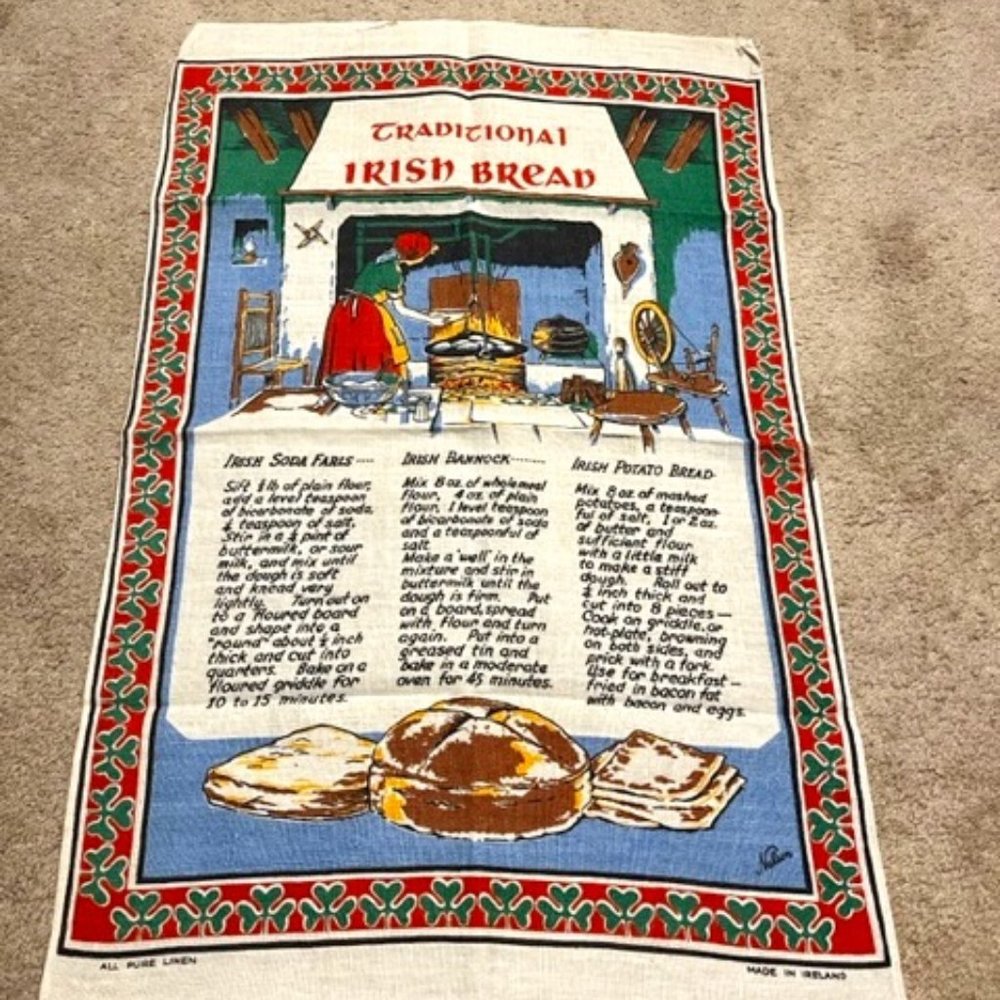 TRADITIONAL
IRISH BREAD
IRISH SODA FARLS ----
Sift lb of plain flour,
add a level teaspoon
of bicarbonate of soda,
teaspoon of salt.
Stir in a pint of
buttermilk, or sour
milk, and mix until
the dough is soft
and knead very
lightly. Turn out on
to a floured board
and shape into a
"round" about inch
thick and cut into
quarters. Bake on a
floured griddle for
10 to 15 minutes.
IRISH BANNOCK -------
Mix 8 oz. of wholemeal
flour, 4 oz. of plain
flour, 1 level teaspoon
of bicarbonate of soda
and a teaspoonful of
salt.
Make a 'well' in the
mixture and stir in
buttermilk until the
dough is firm. Put
on a board, spread
with flour and turn
again. Put into a
greased tin and
bake in a moderate
oven for 45 minutes.
IRISH POTATO BREAD-
Mix 8 oz. of mashed
potatoes, a teaspoon-
ful of salt, 1 or 2 oz.
of butter and
sufficient flour
with a little milk
to make a stiff
dough. Roll out to
inch thick and
cut into 8 pieces —
Cook on griddle, or
hot-plate, browning
on both sides, and
prick with a fork.
Use for breakfast —
fried in bacon fat
with bacon and eggs.
ALL PURE LINEN
MADE IN IRELAND